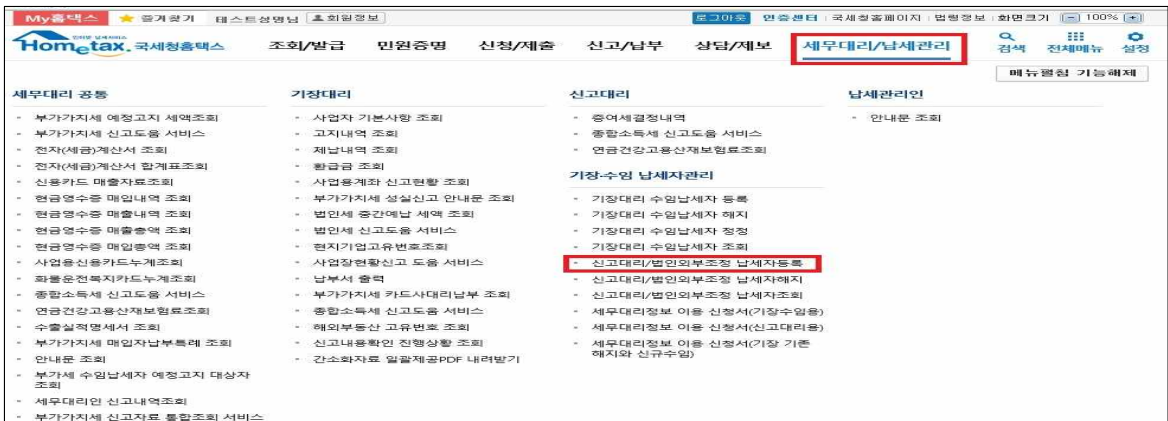 My홈택스 즐겨찾기 테스트성명님 회원정보 로그아웃 인증센터 국세청홈페이지 법령정보 화면크기 100%
Hometax. 국세청홈택스 조회/발급 민원증명 신청/제출 신고/납부 상담/제보 세무대리/납세관리 검색 전체메뉴 설정
메뉴펼침 기능해제
세무대리 공통
- 부가가치세 예정고지 세액조회
- 부가가치세 신고도움 서비스
- 전자(세금)계산서 조회
- 전자(세금)계산서 합계표조회
- 신용카드 매출자료조회
- 현금영수증 매입내역 조회
- 현금영수증 매출내역 조회
- 현금영수증 매출총액 조회
- 현금영수증 매입총액 조회
- 사업용신용카드누계조회
- 화물운전복지카드누계조회
- 종합소득세 신고도움 서비스
- 연금건강고용산재보험료조회
- 수출실적명세서 조회
- 부가가치세 매입자납부특례 조회
- 안내문 조회
- 부가세 수임납세자 예정고지 대상자
조회
- 세무대리인 신고내역조회
- 부가가치세 신고자료 통합조회 서비스
기장대리
- 사업자 기본사항 조회
- 고지내역 조회
- 체납내역 조회
- 환급금 조회
- 사업용계좌 신고현황 조회
- 부가가치세 성실신고 안내문 조회
- 법인세 중간예납 세액 조회
- 법인세 신고도움 서비스
- 현지기업고유번호조회
- 사업장현황신고 도움 서비스
- 납부서 출력
- 부가가치세 카드사대리납부 조회
- 종합소득세 신고도움 서비스
- 해외부동산 고유번호 조회
- 신고내용확인 진행상황 조회
- 간소화자료 일괄제공PDF 내려받기
신고대리
- 증여세결정내역
- 종합소득세 신고도움 서비스
- 연금건강고용산재보험료조회
기장·수임 납세자관리
- 기장대리 수임납세자 등록
- 기장대리 수임납세자 해지
- 기장대리 수임납세자 정정
- 기장대리 수임납세자 조회
- 신고대리/법인외부조정 납세자등록
- 신고대리/법인외부조정 납세자해지
- 신고대리/법인외부조정 납세자조회
- 세무대리정보 이용 신청서(기장수임용)
- 세무대리정보 이용 신청서(신고대리용)
- 세무대리정보 이용 신청서(기장 기존
해지와 신규수임)
납세관리인
- 안내문 조회